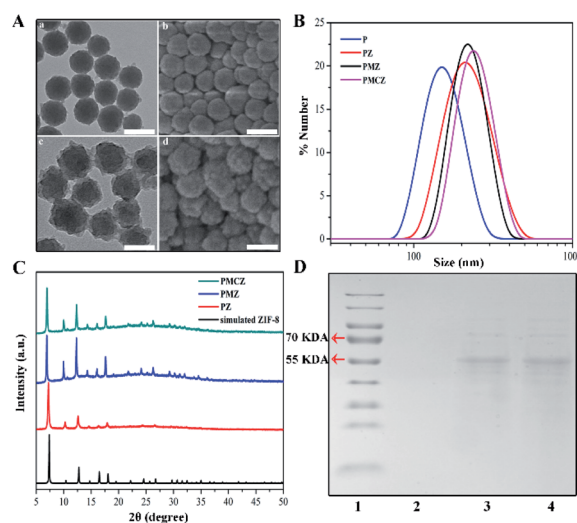 A
a
b
c
d
B
P
PZ
PMZ
PMCZ
% Number
25
20
15
10
5
0
100
Size (nm)
C
PMCZ
PMZ
PZ
simulated ZIF-8
Intensity (a.u.)
5 10 15 20 25 30 35 40 45 50
2θ (degree)
D
70 KDA
55 KDA
1 2 3 4